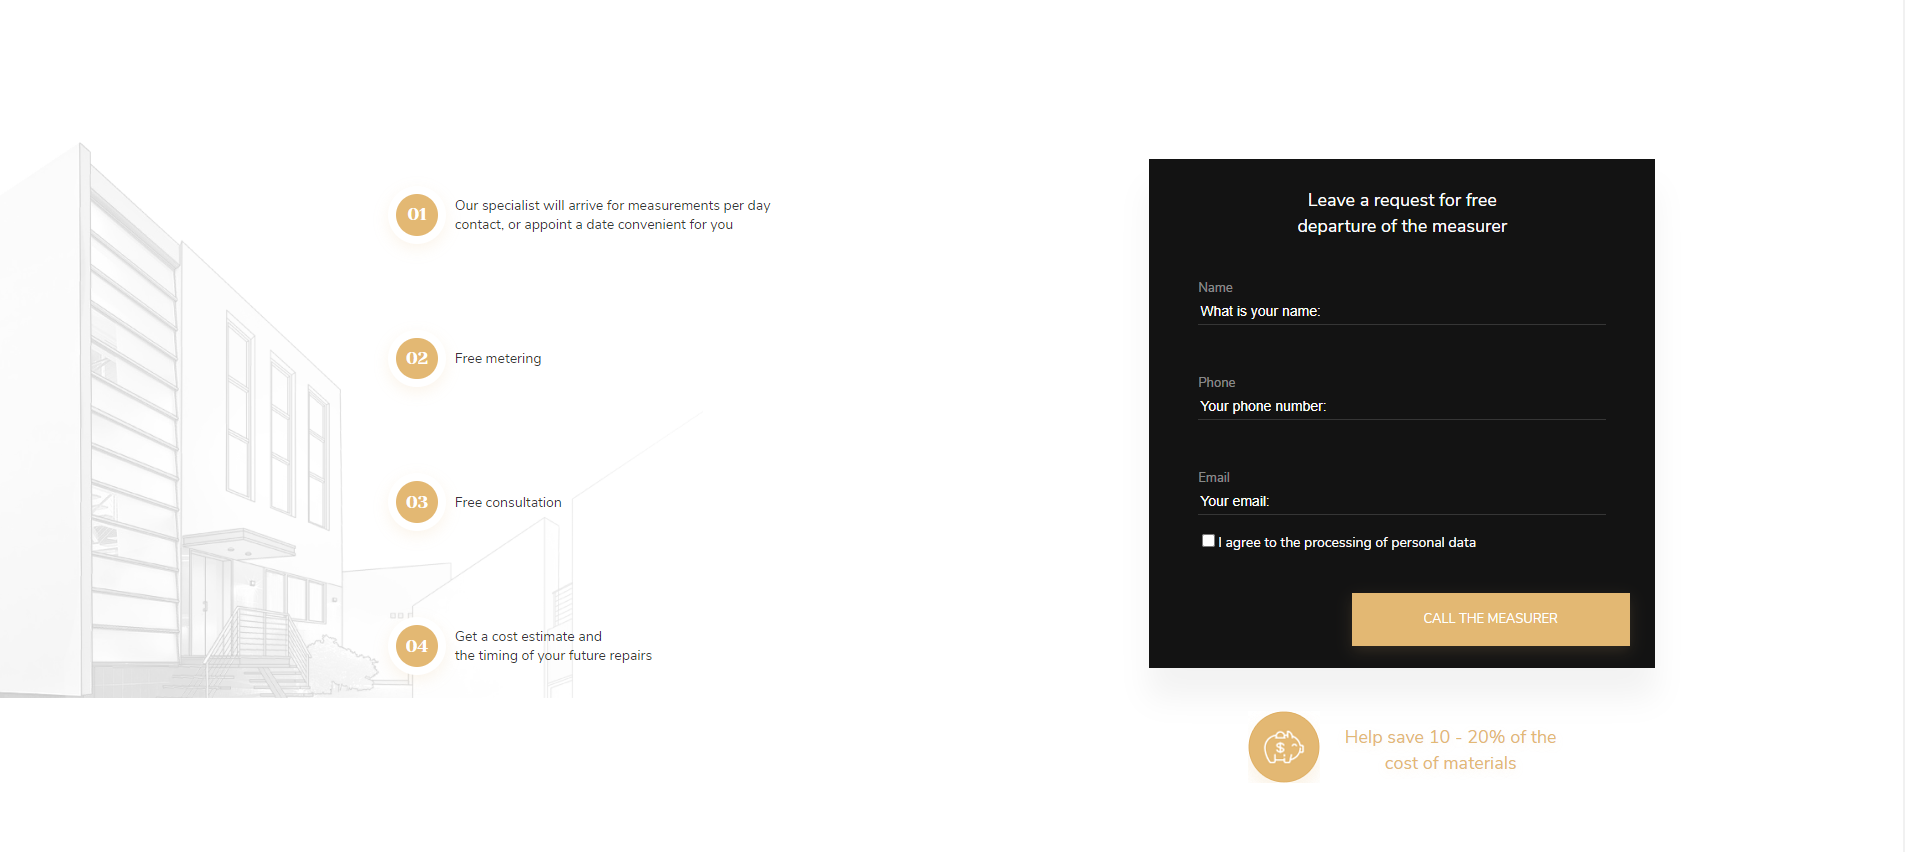 01
Our specialist will arrive for measurements per day
contact, or appoint a date convenient for you
02
Free metering
03
Free consultation
04
Get a cost estimate and
the timing of your future repairs
Leave a request for free
departure of the measurer
Name
What is your name:
Phone
Your phone number:
Email
Your email:
I agree to the processing of personal data
CALL THE MEASURER
$
Help save 10 - 20% of the
cost of materials